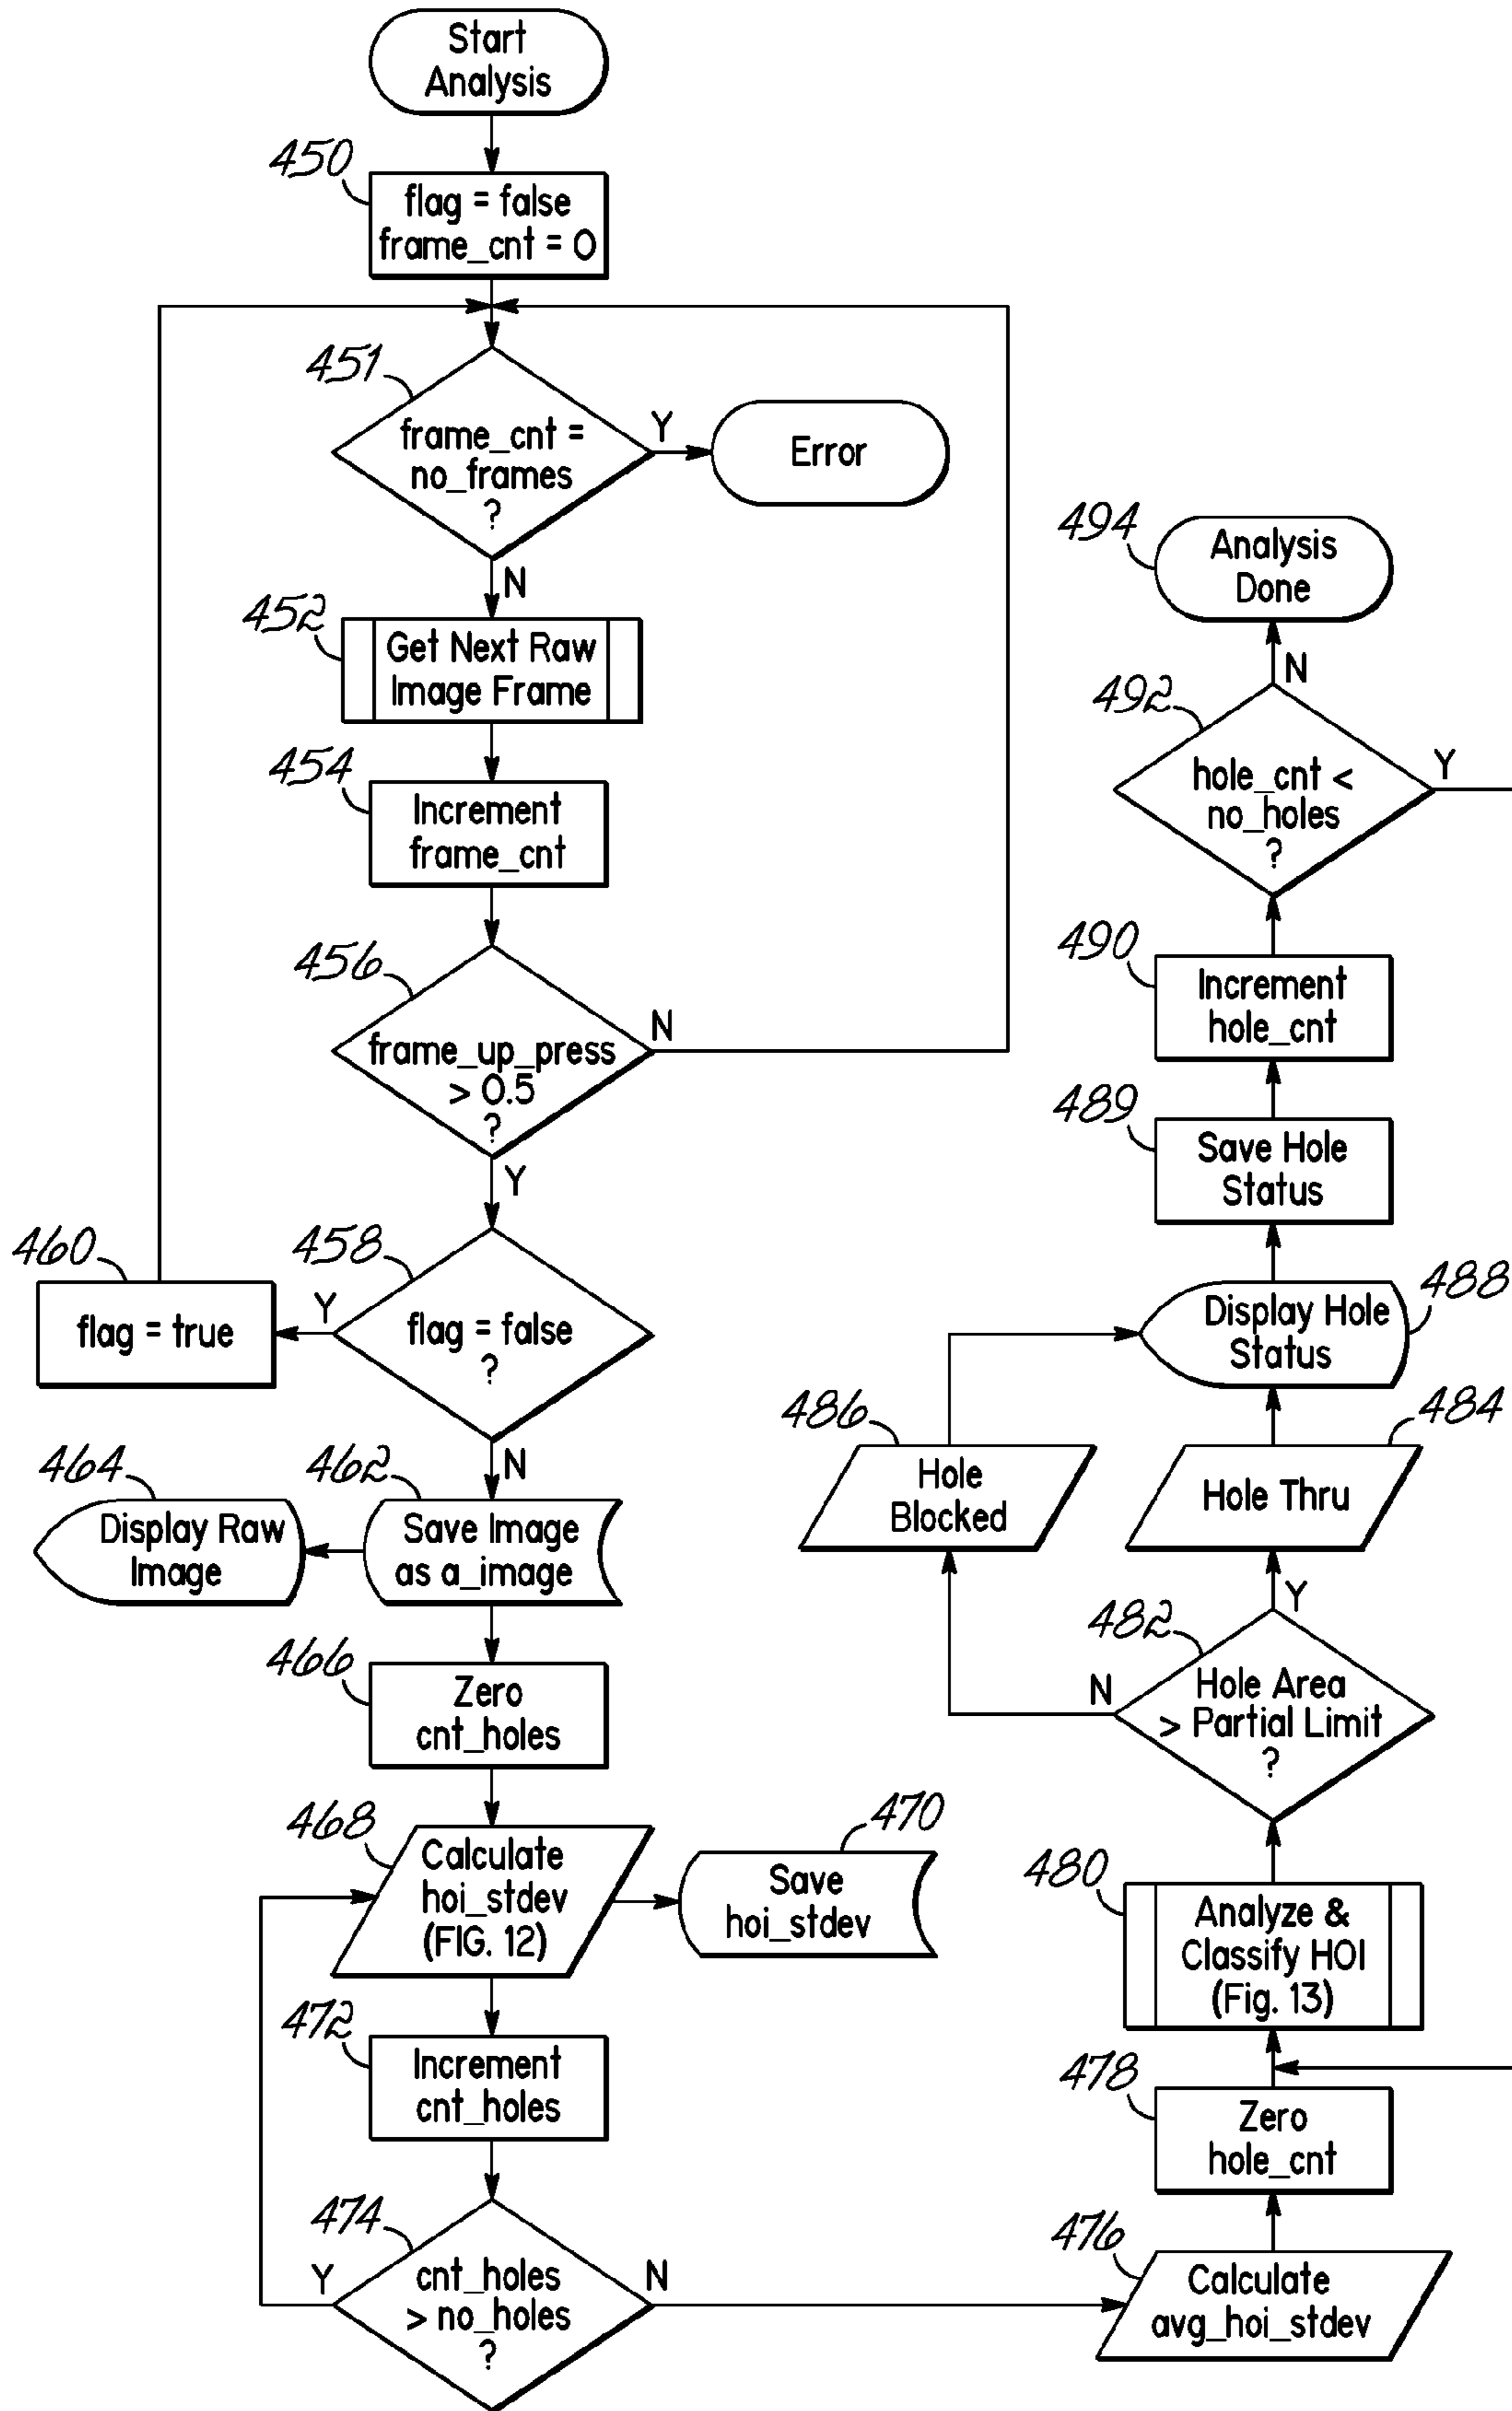 Start
Analysis
450
flag = false
frame_cnt = 0
451
frame_cnt =
no_frames
?
Y
Error
N
452
Get Next Raw
Image Frame
454
Increment
frame_cnt
456
frame_up_press
> 0.5
?
N
Y
458
flag = false
?
Y
460
flag = true
N
462
Save Image
as a_image
464
Display Raw
Image
466
Zero
cnt_holes
468
Calculate
hoi_stdev
(FIG. 12)
470
Save
hoi_stdev
472
Increment
cnt_holes
474
cnt_holes
> no_holes
?
Y
N
476
Calculate
avg_hoi_stdev
478
Zero
hole_cnt
480
Analyze &
Classify HOI
(Fig. 13)
482
Hole Area
> Partial Limit
?
N
Y
486
Hole
Blocked
484
Hole Thru
488
Display Hole
Status
489
Save Hole
Status
490
Increment
hole_cnt
492
hole_cnt <
no_holes
?
Y
N
494
Analysis
Done